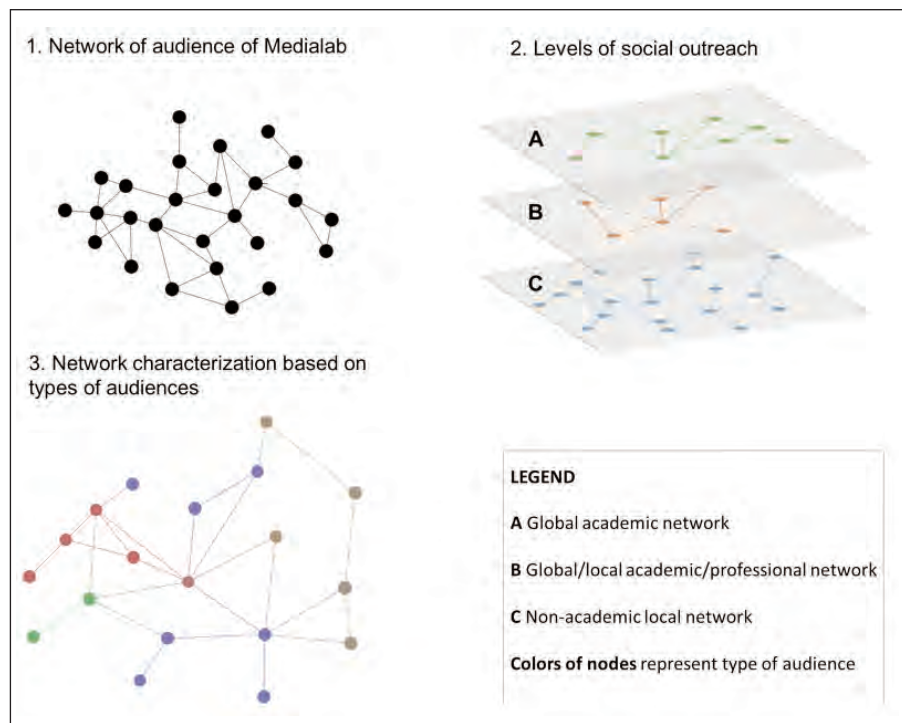 1. Network of audience of Medialab
2. Levels of social outreach
A
B
C
3. Network characterization based on
types of audiences
LEGEND
A Global academic network
B Global/local academic/professional network
C Non-academic local network
Colors of nodes represent type of audience